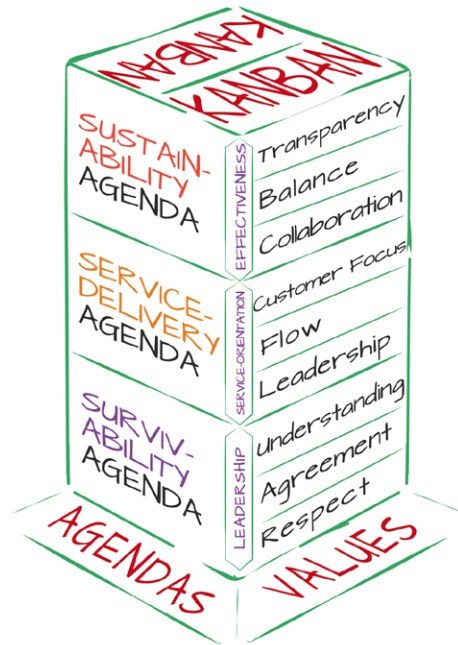 KANBAN
KANBAN
SUSTAIN-
ABILITY
AGENDA
EFFECTIVENESS
Transparency
Balance
Collaboration
SERVICE-
DELIVERY
AGENDA
SERVICE-ORIENTATION
Customer Focus
Flow
Leadership
SURVIV-
ABILITY
AGENDA
LEADERSHIP
Understanding
Agreement
Respect
AGENDAS
VALUES